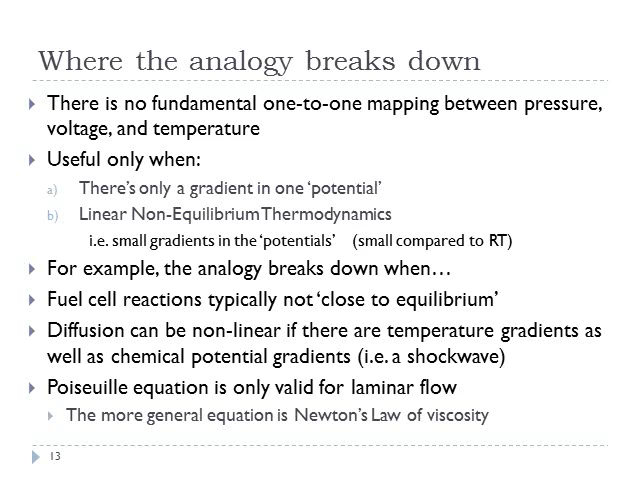 Where the analogy breaks down
There is no fundamental one-to-one mapping between pressure,
voltage, and temperature
Useful only when:
a) There's only a gradient in one 'potential'
b) Linear Non-Equilibrium Thermodynamics
i.e. small gradients in the 'potentials' (small compared to RT)
For example, the analogy breaks down when…
Fuel cell reactions typically not 'close to equilibrium'
Diffusion can be non-linear if there are temperature gradients as
well as chemical potential gradients (i.e. a shockwave)
Poiseuille equation is only valid for laminar flow
The more general equation is Newton's Law of viscosity
13